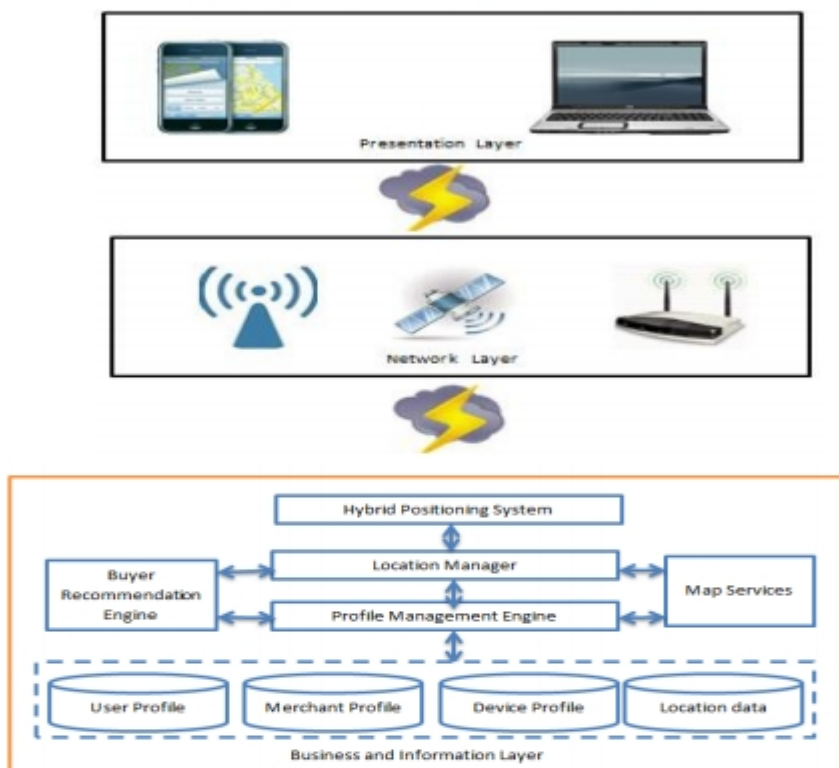 Presentation Layer
Network Layer
Hybrid Positioning System
Location Manager
Buyer
Recommendation
Engine
Map Services
Profile Management Engine
User Profile
Merchant Profile
Device Profile
Location data
Business and Information Layer